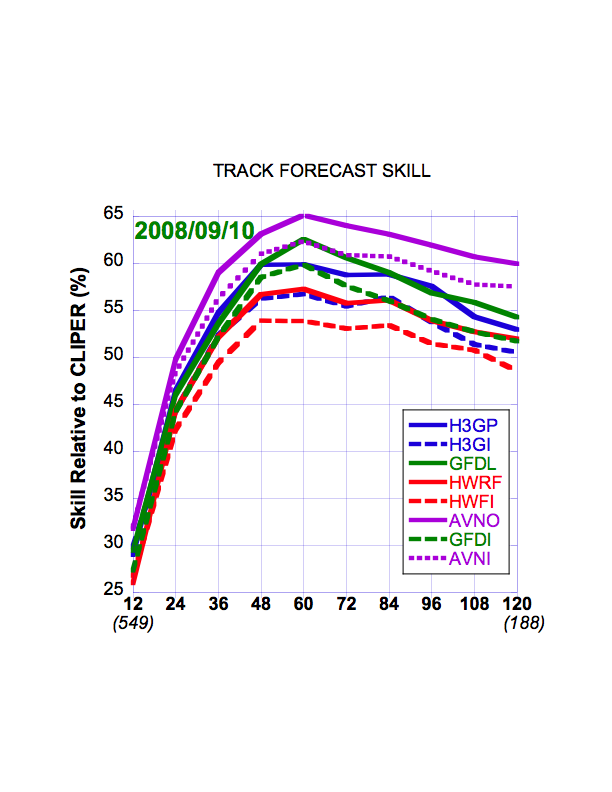 TRACK FORECAST SKILL
2008/09/10
Skill Relative to CLIPER (%)
65
60
55
50
45
40
35
30
25
H3GP
H3GI
GFDL
HWRF
HWFI
AVNO
GFDI
AVNI
12 24 36 48 60 72 84 96 108 120
(549) (188)